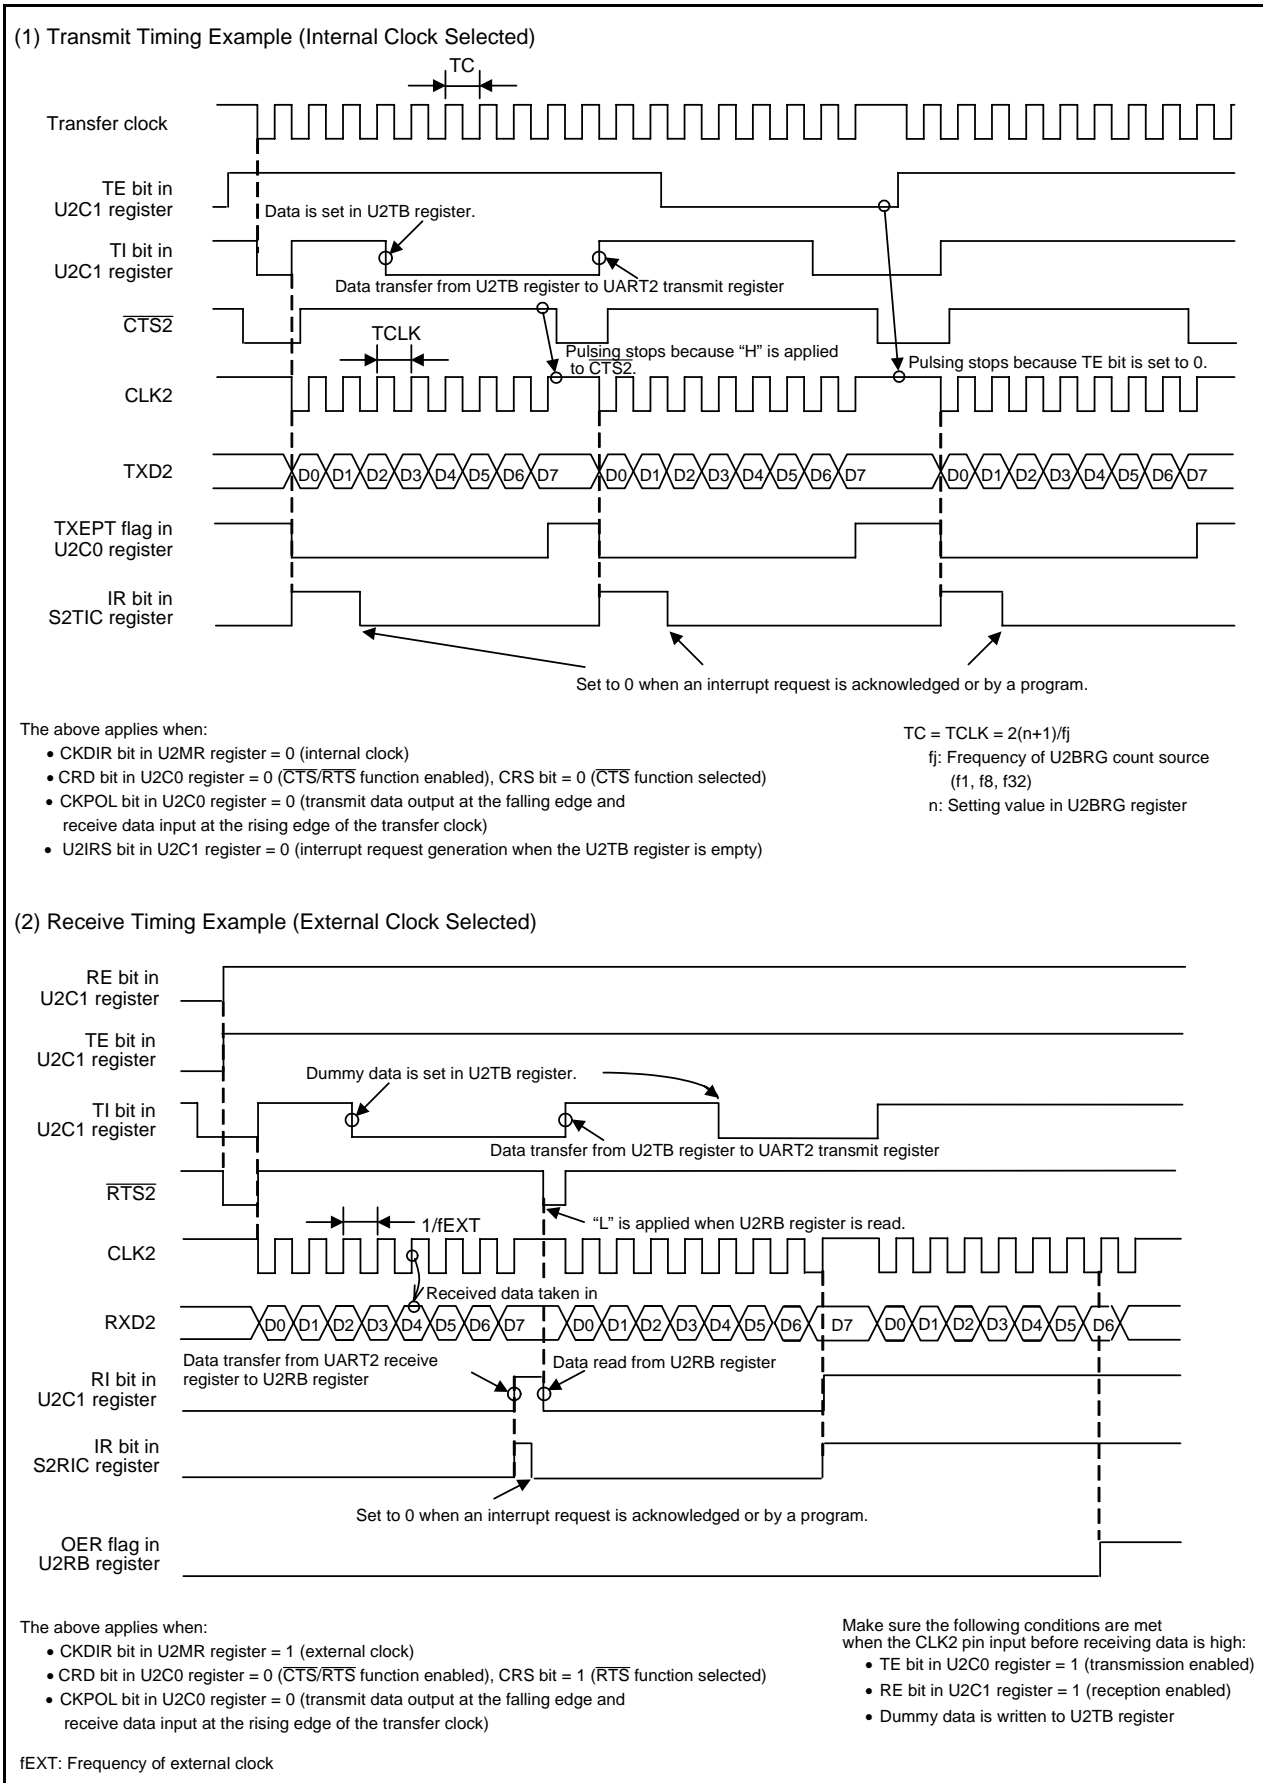 (1) Transmit Timing Example (Internal Clock Selected)
TC
Transfer clock
TE bit in
U2C1 register
Data is set in U2TB register.
TI bit in
U2C1 register
Data transfer from U2TB register to UART2 transmit register
CTS2
TCLK
Pulsing stops because “H” is applied
to CTS2.
Pulsing stops because TE bit is set to 0.
CLK2
TXD2
D0 D1 D2 D3 D4 D5 D6 D7 D0 D1 D2 D3 D4 D5 D6 D7 D0 D1 D2 D3 D4 D5 D6 D7
TXEPT flag in
U2C0 register
IR bit in
S2TIC register
Set to 0 when an interrupt request is acknowledged or by a program.
The above applies when:
• CKDIR bit in U2MR register = 0 (internal clock)
• CRD bit in U2C0 register = 0 (CTS/RTS function enabled), CRS bit = 0 (CTS function selected)
• CKPOL bit in U2C0 register = 0 (transmit data output at the falling edge and
receive data input at the rising edge of the transfer clock)
• U2IRS bit in U2C1 register = 0 (interrupt request generation when the U2TB register is empty)
TC = TCLK = 2(n+1)/fj
fj: Frequency of U2BRG count source
(f1, f8, f32)
n: Setting value in U2BRG register
(2) Receive Timing Example (External Clock Selected)
RE bit in
U2C1 register
TE bit in
U2C1 register
Dummy data is set in U2TB register.
TI bit in
U2C1 register
Data transfer from U2TB register to UART2 transmit register
RTS2
1/fEXT
“L” is applied when U2RB register is read.
CLK2
Received data taken in
RXD2
D0 D1 D2 D3 D4 D5 D6 D7 D0 D1 D2 D3 D4 D5 D6 D7 D0 D1 D2 D3 D4 D5 D6
Data transfer from UART2 receive
register to U2RB register
Data read from U2RB register
RI bit in
U2C1 register
IR bit in
S2RIC register
Set to 0 when an interrupt request is acknowledged or by a program.
OER flag in
U2RB register
The above applies when:
• CKDIR bit in U2MR register = 1 (external clock)
• CRD bit in U2C0 register = 0 (CTS/RTS function enabled), CRS bit = 1 (RTS function selected)
• CKPOL bit in U2C0 register = 0 (transmit data output at the falling edge and
receive data input at the rising edge of the transfer clock)
Make sure the following conditions are met
when the CLK2 pin input before receiving data is high:
• TE bit in U2C0 register = 1 (transmission enabled)
• RE bit in U2C1 register = 1 (reception enabled)
• Dummy data is written to U2TB register
fEXT: Frequency of external clock